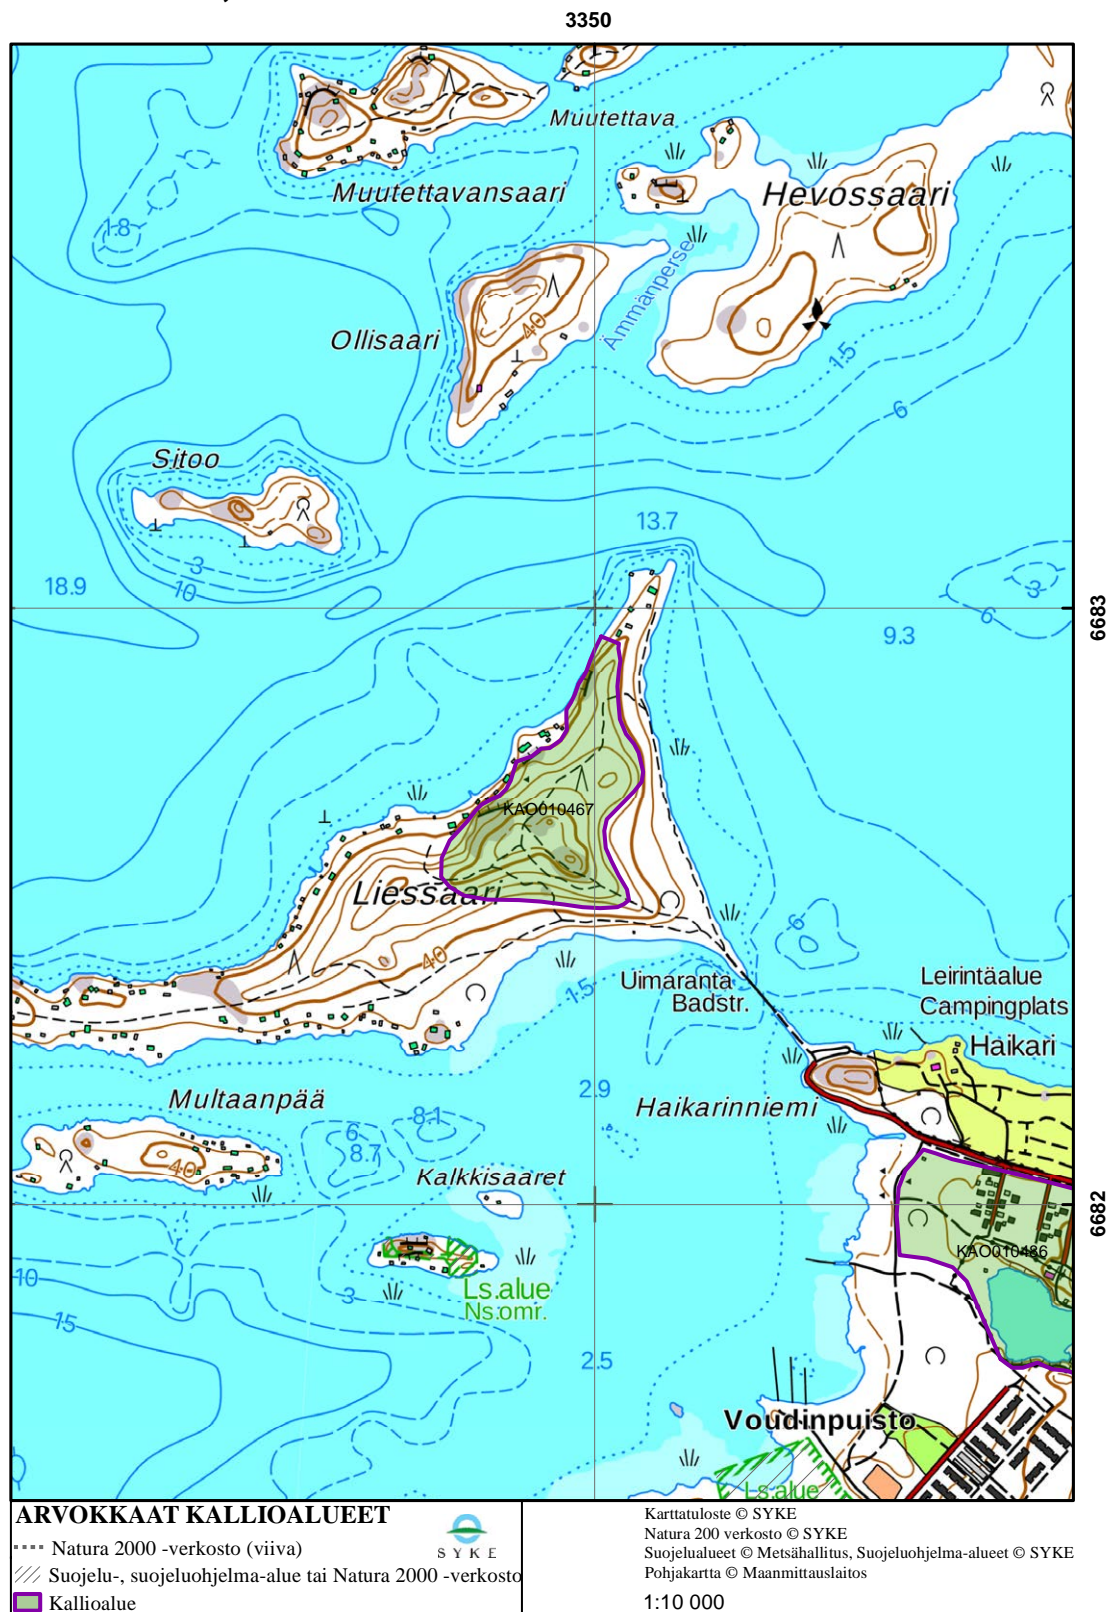 3350
Muutettava
Muutettavansaari
Hevossaari
1.8
Ämmänperse
Ollisaari
40
1.5
6
Sitoo
13.7
3
10
18.9
3
6
9.3
6683
KAO010467
Liessaari
40
6
1.5
Uimaranta
Badstr.
Leirintäalue
Campingplats
Haikari
2.9
Haikarinniemi
Multaanpää
8.1
6
8.7
40
Kalkkisaaret
6682
KAO010486
Ls.alue
Ns.omr.
10
3
15
2.5
Voudinpuisto
Ls.alue
ARVOKKAAT KALLIOALUEET
SYKE
Natura 2000 -verkosto (viiva)
Suojelu-, suojeluohjelma-alue tai Natura 2000 -verkosto
Kallioalue
Karttatuloste © SYKE
Natura 200 verkosto © SYKE
Suojelualueet © Metsähallitus, Suojeluohjelma-alueet © SYKE
Pohjakartta © Maanmittauslaitos
1:10 000